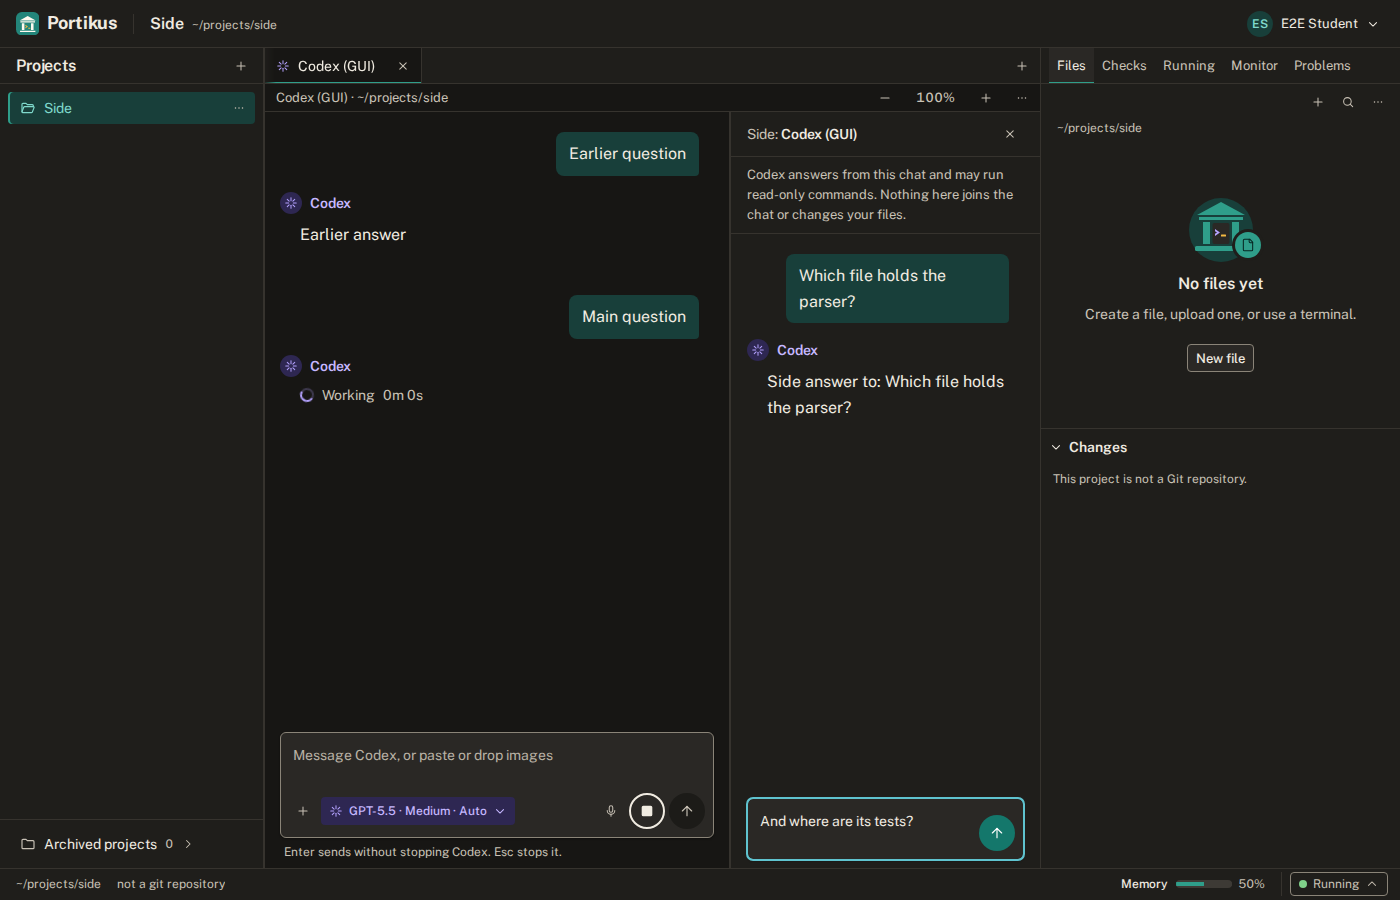 Portikus
Side ~/projects/side
ES E2E Student
Projects
Side
Archived projects 0
Codex (GUI)
Codex (GUI) · ~/projects/side
100%
Earlier question
Codex
Earlier answer
Main question
Codex
Working 0m 0s
Message Codex, or paste or drop images
GPT-5.5 · Medium · Auto
Enter sends without stopping Codex. Esc stops it.
Side: Codex (GUI)
Codex answers from this chat and may run
read-only commands. Nothing here joins the
chat or changes your files.
Which file holds the
parser?
Codex
Side answer to: Which file holds
the parser?
And where are its tests?
Files Checks Running Monitor Problems
~/projects/side
No files yet
Create a file, upload one, or use a terminal.
New file
Changes
This project is not a Git repository.
~/projects/side not a git repository
Memory 50%
Running